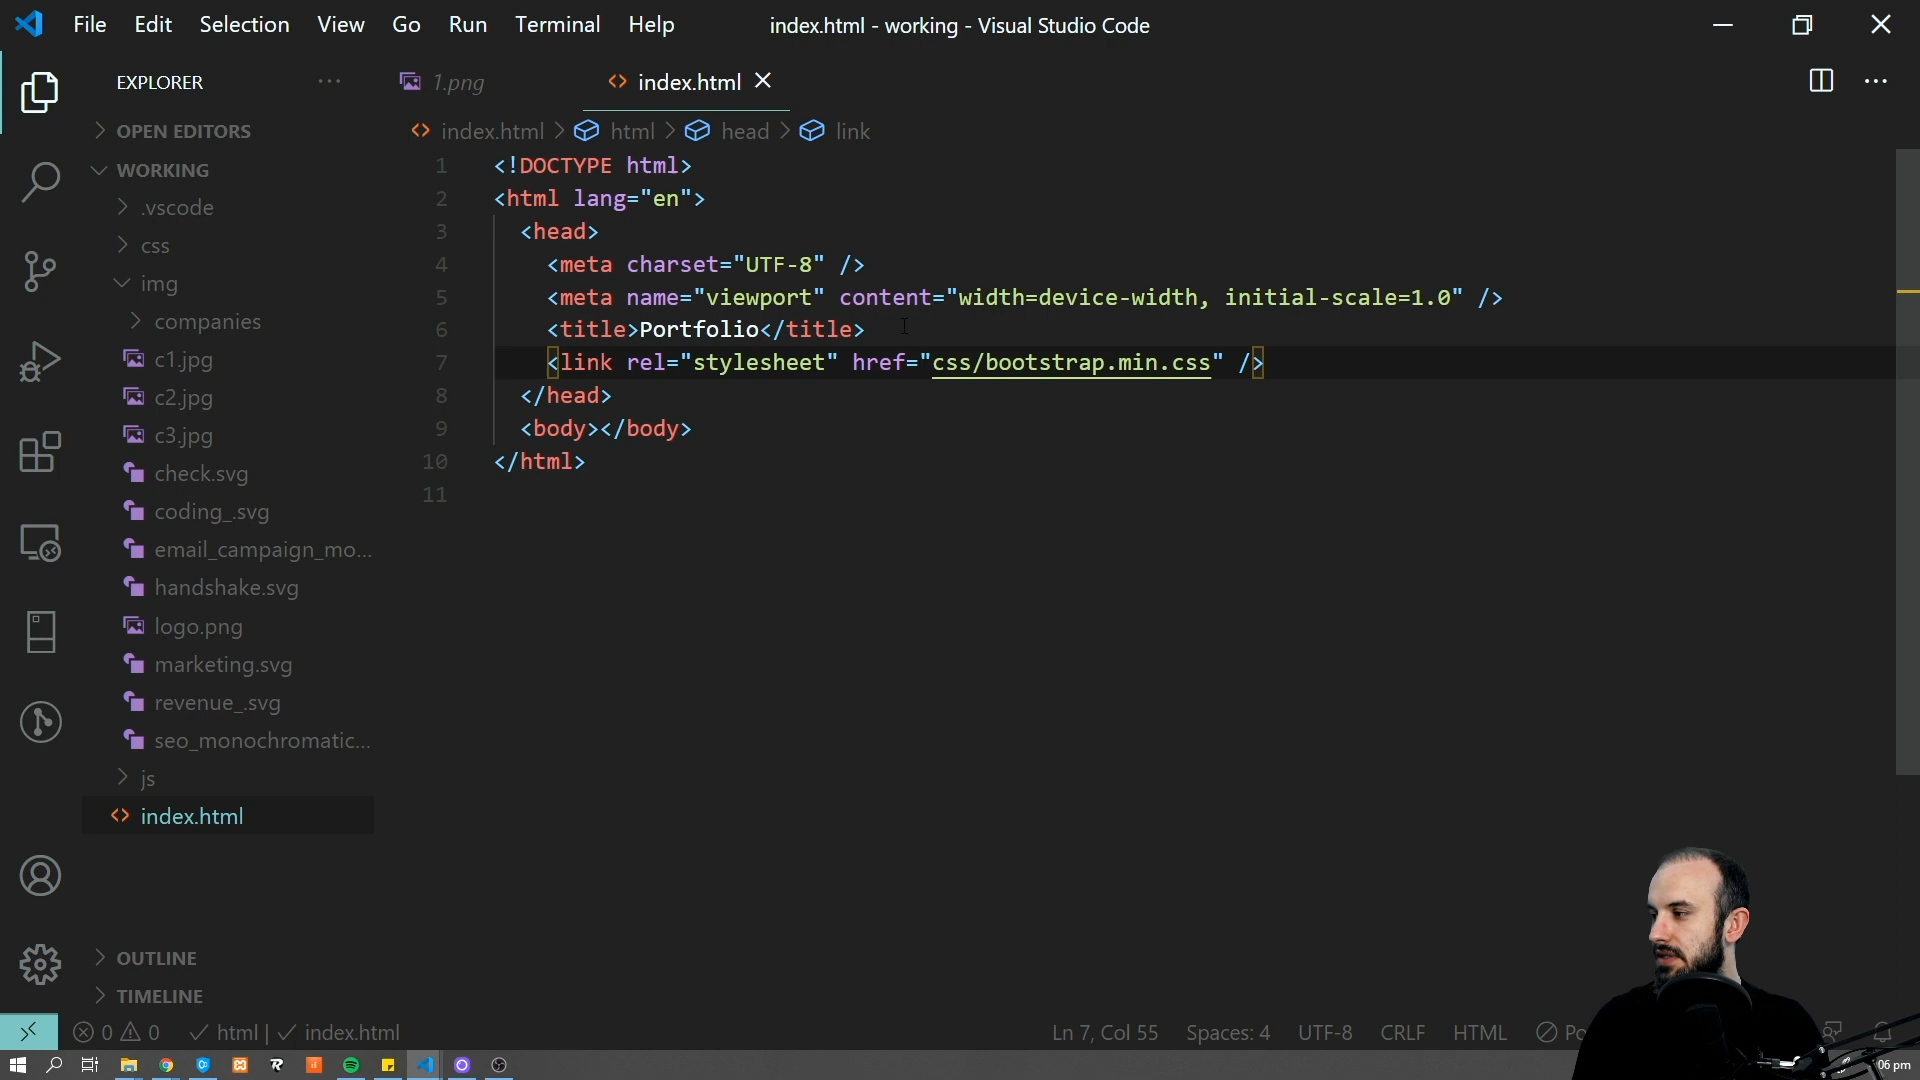 File Edit Selection View Go Run Terminal Help index.html - working - Visual Studio Code
EXPLORER
OPEN EDITORS
WORKING
.vscode
css
img
companies
c1.jpg
c2.jpg
c3.jpg
check.svg
coding_.svg
email_campaign_mo...
handshake.svg
logo.png
marketing.svg
revenue_.svg
seo_monochromatic...
js
index.html
OUTLINE
TIMELINE
1.png index.html
index.html > html > head > link
1 <!DOCTYPE html>
2 <html lang="en">
3 <head>
4 <meta charset="UTF-8" />
5 <meta name="viewport" content="width=device-width, initial-scale=1.0" />
6 <title>Portfolio</title>
7 <link rel="stylesheet" href="css/bootstrap.min.css" />
8 </head>
9 <body></body>
10 </html>
11
0 0 html | index.html Ln 7, Col 55 Spaces: 4 UTF-8 CRLF HTML
06 pm